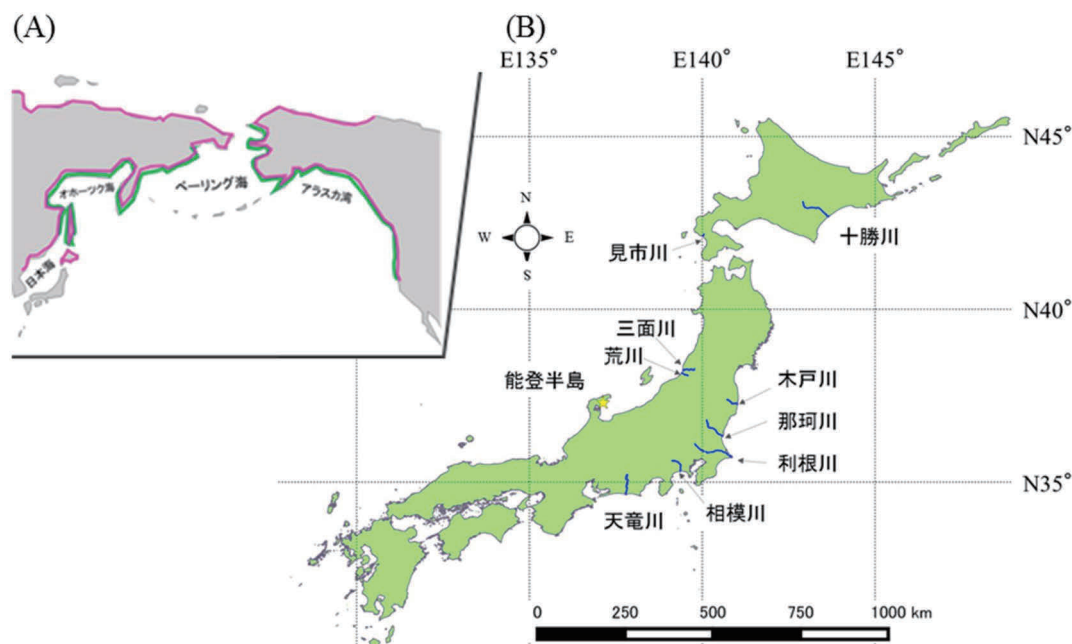 (A)
(B)
E135°
E140°
E145°
N45°
N40°
N35°
オホーツク海
ベーリング海
アラスカ湾
日本海
N
W
E
S
十勝川
見市川
三面川
荒川
能登半島
木戸川
那珂川
利根川
相模川
天竜川
0 250 500 750 1000 km